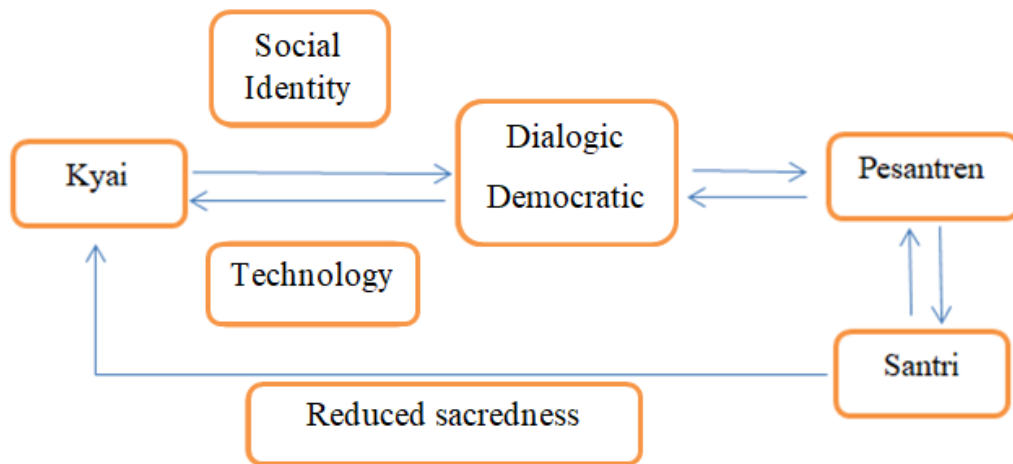 Social
Identity
Kyai
Dialogic
Democratic
Pesantren
Technology
Santri
Reduced sacredness